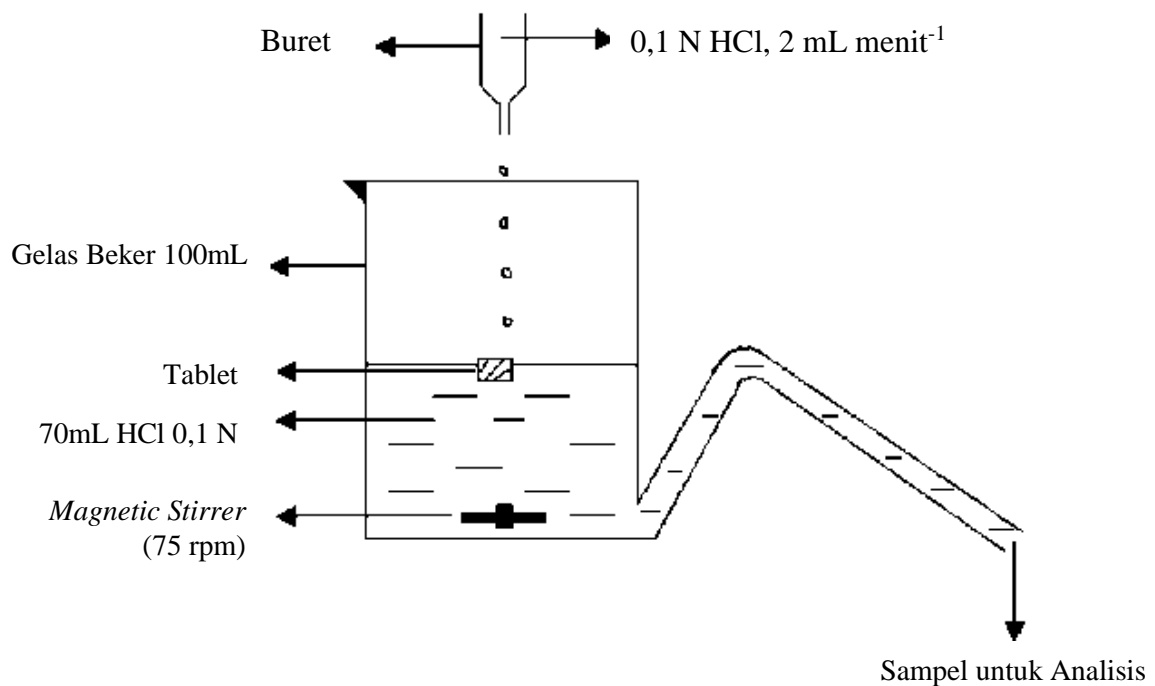 Buret
0,1 N HCl, 2 mL menit⁻¹
Gelas Beker 100mL
Tablet
70mL HCl 0,1 N
Magnetic Stirrer
(75 rpm)
Sampel untuk Analisis